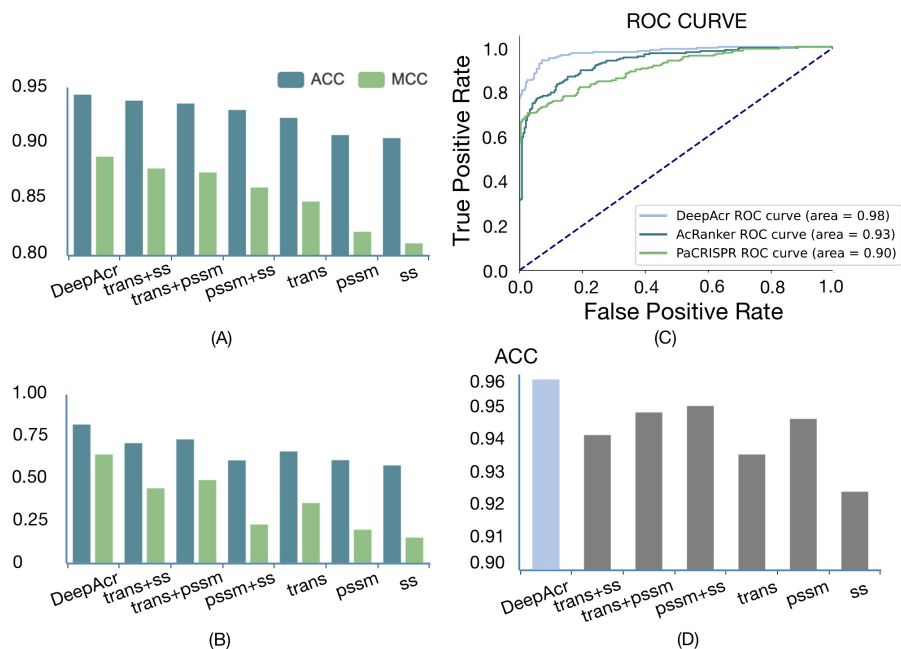 0.95
0.90
0.85
0.80
ACC MCC
DeepAcr trans+ss trans+pssm pssm+ss trans pssm ss
(A)
ROC CURVE
True Positive Rate
1.0
0.8
0.6
0.4
0.2
0.0
DeepAcr ROC curve (area = 0.98)
AcRanker ROC curve (area = 0.93)
PaCRISPR ROC curve (area = 0.90)
0.0 0.2 0.4 0.6 0.8 1.0
False Positive Rate
(C)
1.00
0.75
0.50
0.25
0
DeepAcr trans+ss trans+pssm pssm+ss trans pssm ss
(B)
ACC
0.96
0.95
0.94
0.93
0.92
0.91
0.90
DeepAcr trans+ss trans+pssm pssm+ss trans pssm ss
(D)